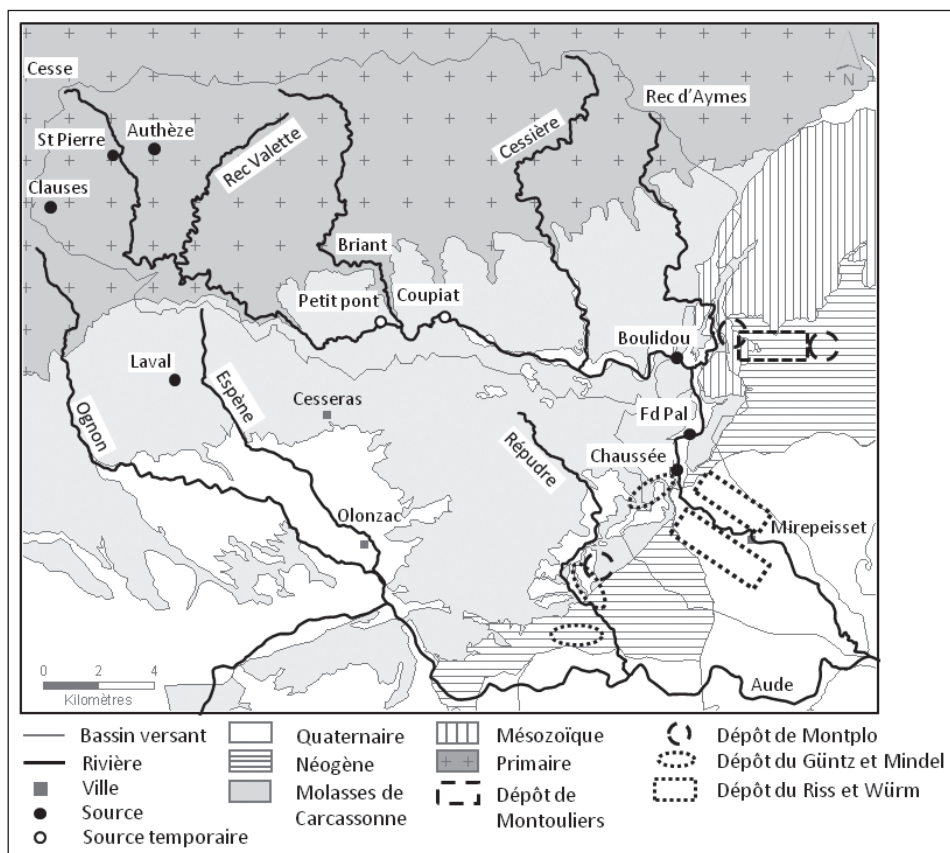 Cesse
N
Rec d'Aymes
St Pierre
Authèze
Rec Valette
Cessière
Clauses
Briant
Petit pont
Coupiat
Boulidou
Laval
Espène
Cesseras
Fd Pal
Ognon
Répudre
Chaussée
Olonzac
Mirepeisset
0 2 4
Kilomètres
Aude
Bassin versant
Rivière
Ville
Source
Source temporaire
Quaternaire
Néogène
Molasses de
Carcassonne
Mésozoïque
Primaire
Dépôt de
Montouliers
Dépôt de Montplo
Dépôt du Güntz et Mindel
Dépôt du Riss et Würm